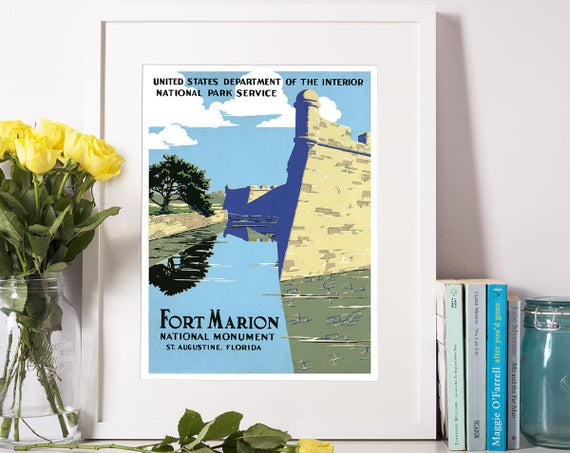 UNITED STATES DEPARTMENT OF THE INTERIOR
NATIONAL PARK SERVICE
FORT MARION
NATIONAL MONUMENT
ST. AUGUSTINE, FLORIDA
Maggie O'Farrell after you'd gone